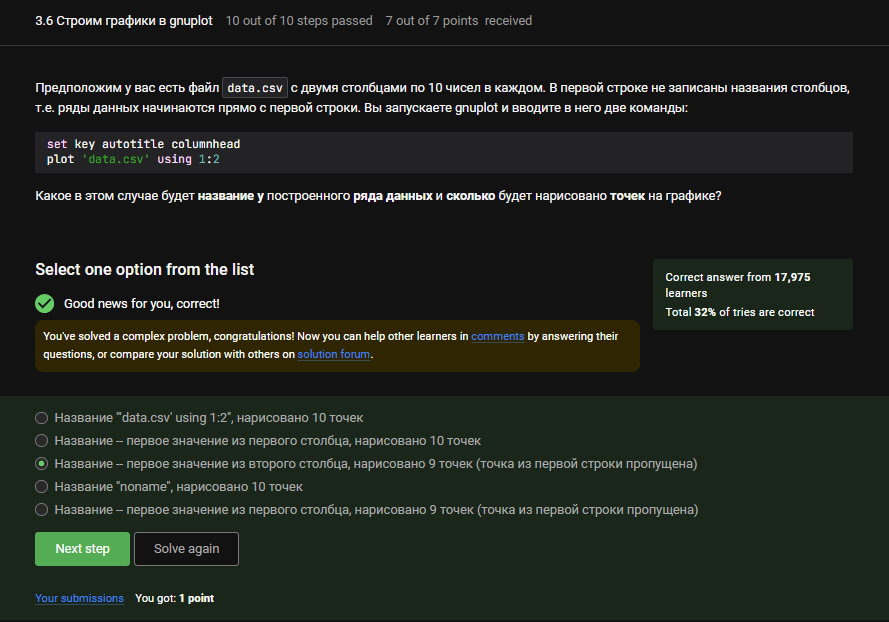 3.6 Строим графики в gnuplot 10 out of 10 steps passed 7 out of 7 points received
Предположим у вас есть файл data.csv с двумя столбцами по 10 чисел в каждом. В первой строке не записаны названия столбцов,
т.е. ряды данных начинаются прямо с первой строки. Вы запускаете gnuplot и вводите в него две команды:
set key autotitle columnhead
plot 'data.csv' using 1:2
Какое в этом случае будет название у построенного ряда данных и сколько будет нарисовано точек на графике?
Select one option from the list
Good news for you, correct!
You've solved a complex problem, congratulations! Now you can help other learners in comments by answering their
questions, or compare your solution with others on solution forum.
Correct answer from 17,975
learners
Total 32% of tries are correct
Название "'data.csv' using 1:2", нарисовано 10 точек
Название -- первое значение из первого столбца, нарисовано 10 точек
Название -- первое значение из второго столбца, нарисовано 9 точек (точка из первой строки пропущена)
Название "noname", нарисовано 10 точек
Название -- первое значение из первого столбца, нарисовано 9 точек (точка из первой строки пропущена)
Next step Solve again
Your submissions You got: 1 point